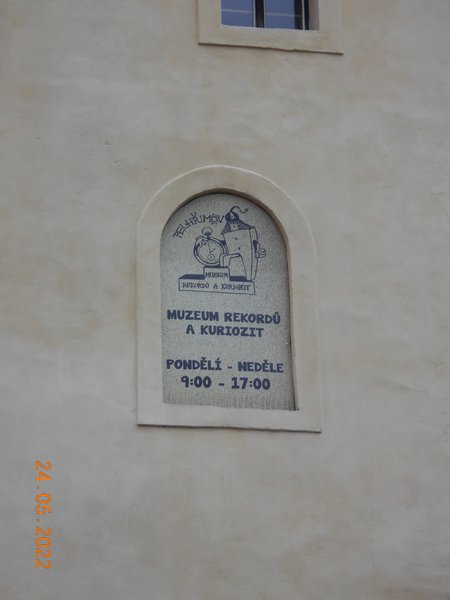 PELHŘIMOV
MUZEUM
REKORDŮ A KURIOZIT
MUZEUM REKORDŮ
A KURIOZIT
PONDĚLÍ - NEDĚLE
9:00 - 17:00
24.05.2022